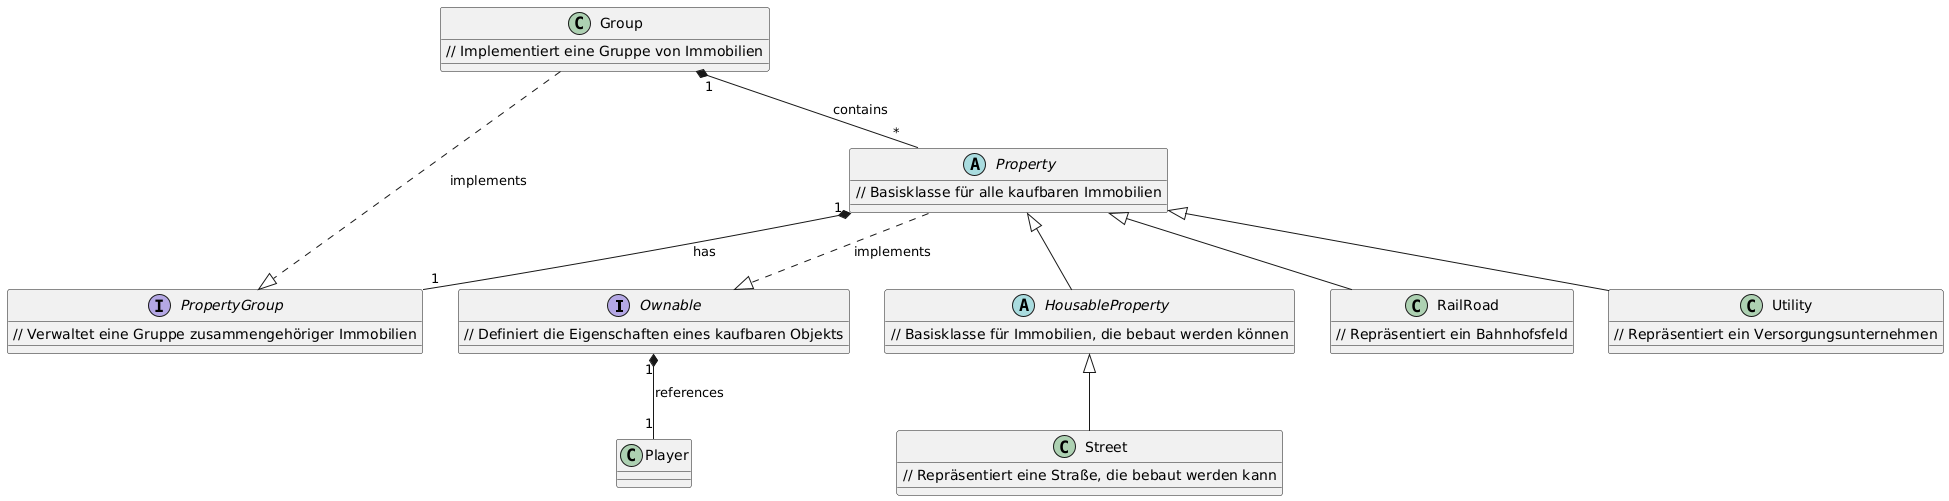 C Group
// Implementiert eine Gruppe von Immobilien
1
contains
*
implements
A Property
// Basisklasse für alle kaufbaren Immobilien
1
has
implements
1
I PropertyGroup
// Verwaltet eine Gruppe zusammengehöriger Immobilien
I Ownable
// Definiert die Eigenschaften eines kaufbaren Objekts
A HousableProperty
// Basisklasse für Immobilien, die bebaut werden können
C RailRoad
// Repräsentiert ein Bahnhofsfeld
C Utility
// Repräsentiert ein Versorgungsunternehmen
1
references
1
C Player
C Street
// Repräsentiert eine Straße, die bebaut werden kann